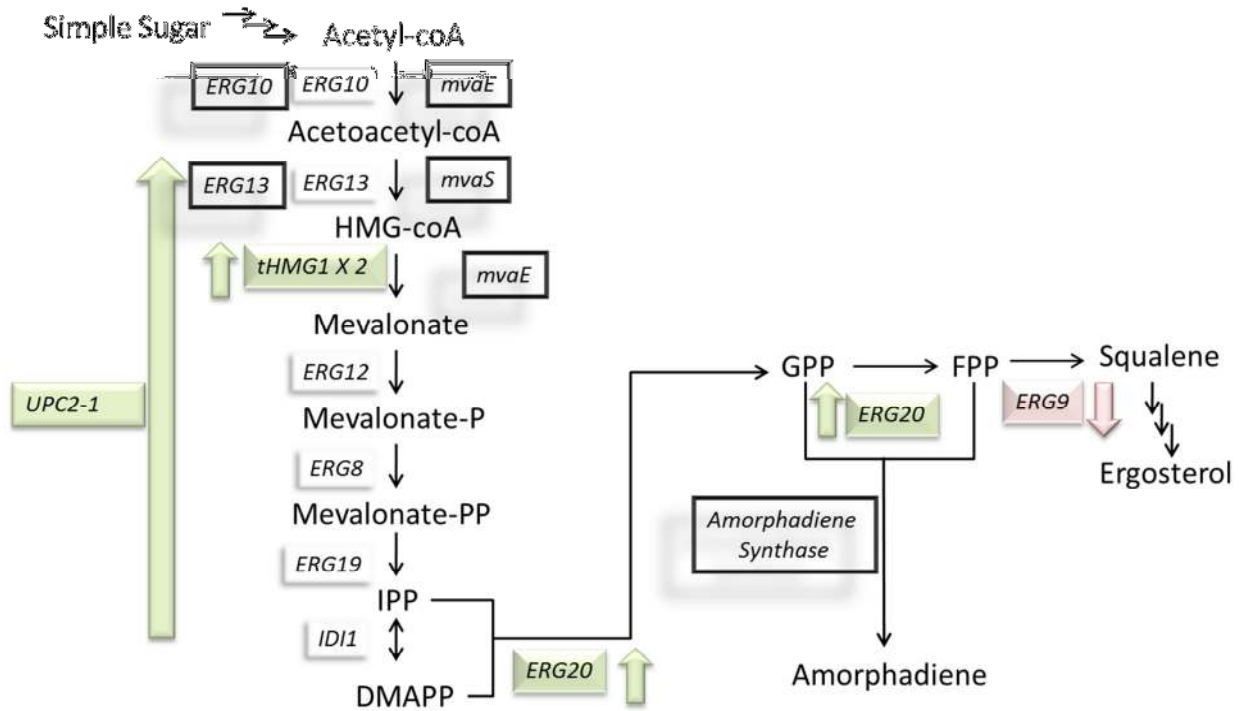 Simple Sugar
Acetyl-coA
ERG10
ERG10
mvaE
Acetoacetyl-coA
ERG13
ERG13
mvaS
HMG-coA
tHMG1 X 2
mvaE
Mevalonate
ERG12
Mevalonate-P
ERG8
Mevalonate-PP
ERG19
IPP
IDI1
DMAPP
UPC2-1
ERG20
GPP
FPP
Squalene
ERG20
ERG9
Ergosterol
Amorphadiene
Synthase
Amorphadiene